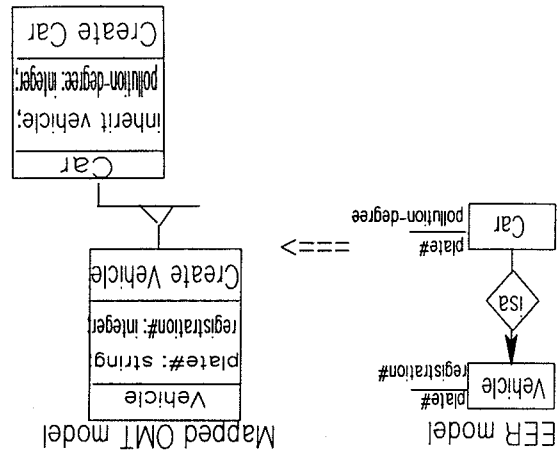 EER model
Vehicle
plate#
registration#
isa
Car
plate#
pollution-degree
===>
Mapped OMT model
Vehicle
plate#: string;
registration#: integer;
Create Vehicle
Car
inherit vehicle;
pollution-degree: integer;
Create Car